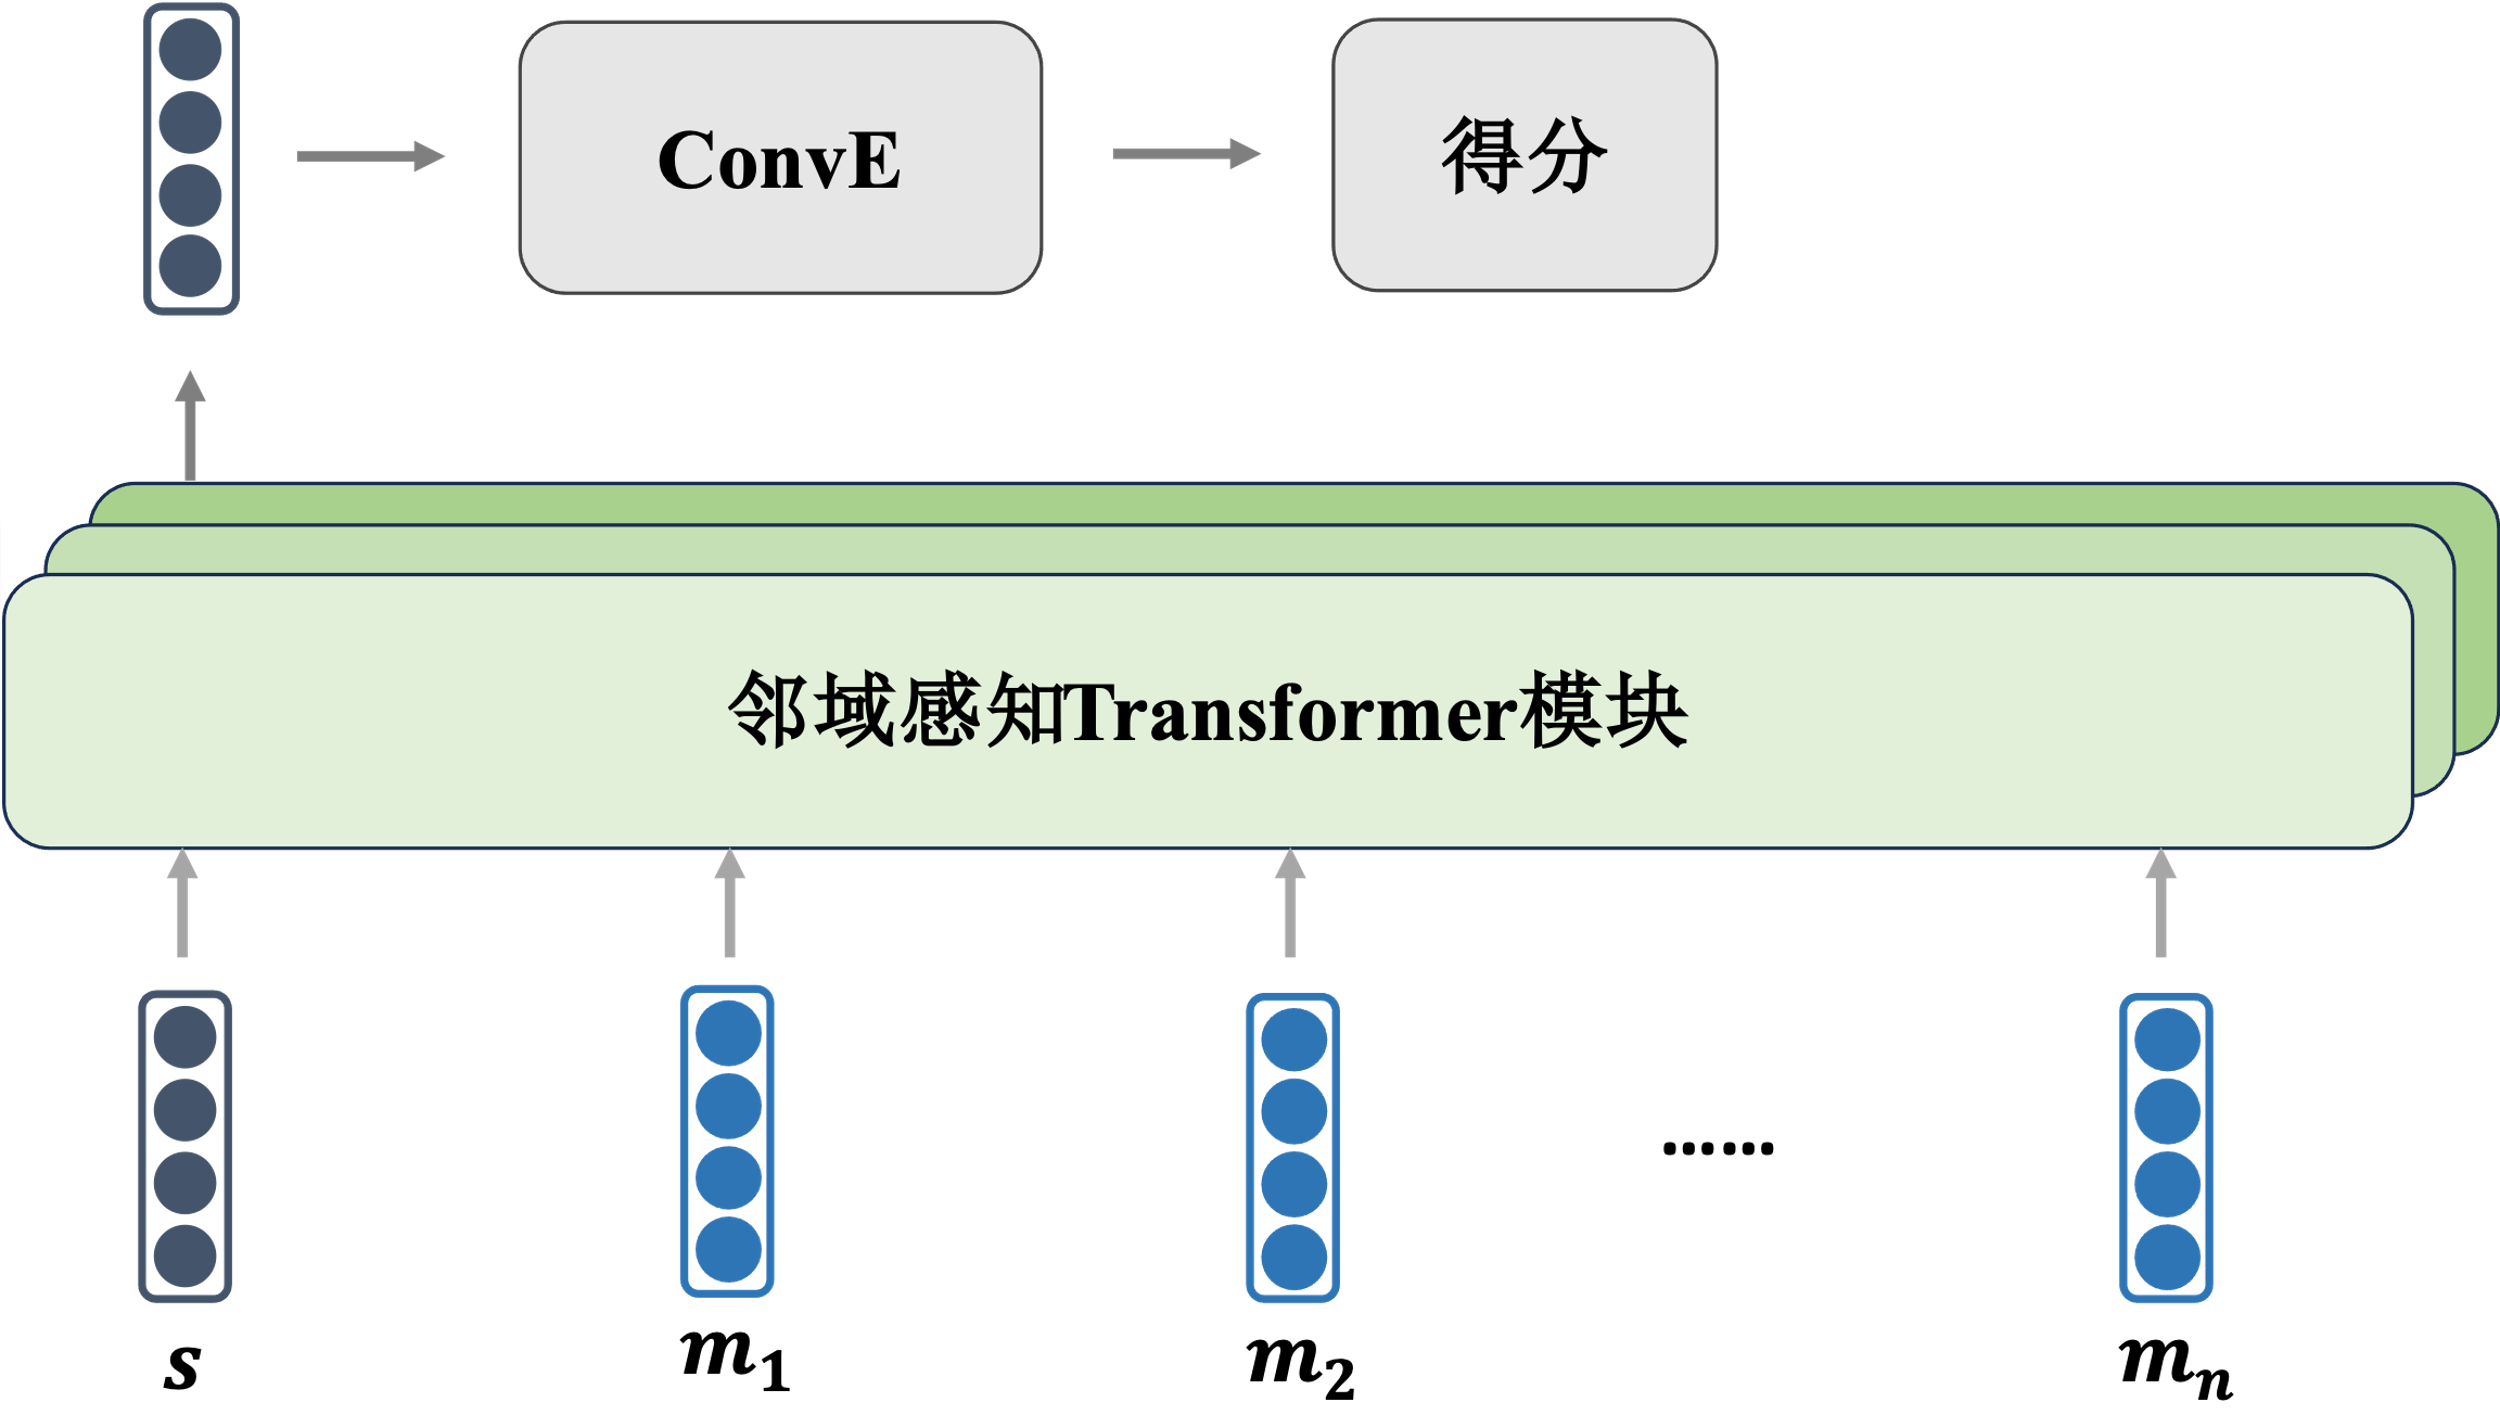 ConvE
得分
邻域感知Transformer模块
......
s
m1
m2
mn